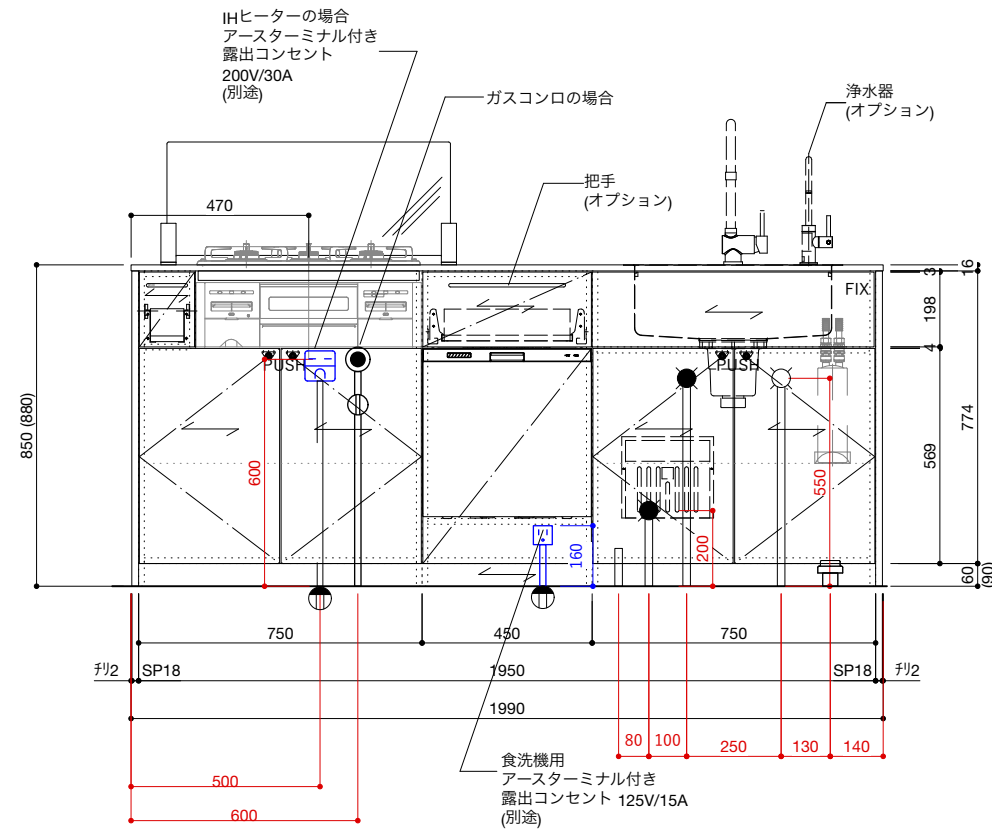 IHヒーターの場合
アースターミナル付き
露出コンセント
200V/30A
(別途)
ガスコンロの場合
浄水器
(オプション)
把手
(オプション)
470
FIX
16
3
198
4
774
569
60
(90)
850 (880)
PUSH
PUSH
600
550
200
160
750
450
750
チリ2
SP18
1950
SP18
チリ2
1990
80
100
250
130
140
500
600
食洗機用
アースターミナル付き
露出コンセント 125V/15A
(別途)